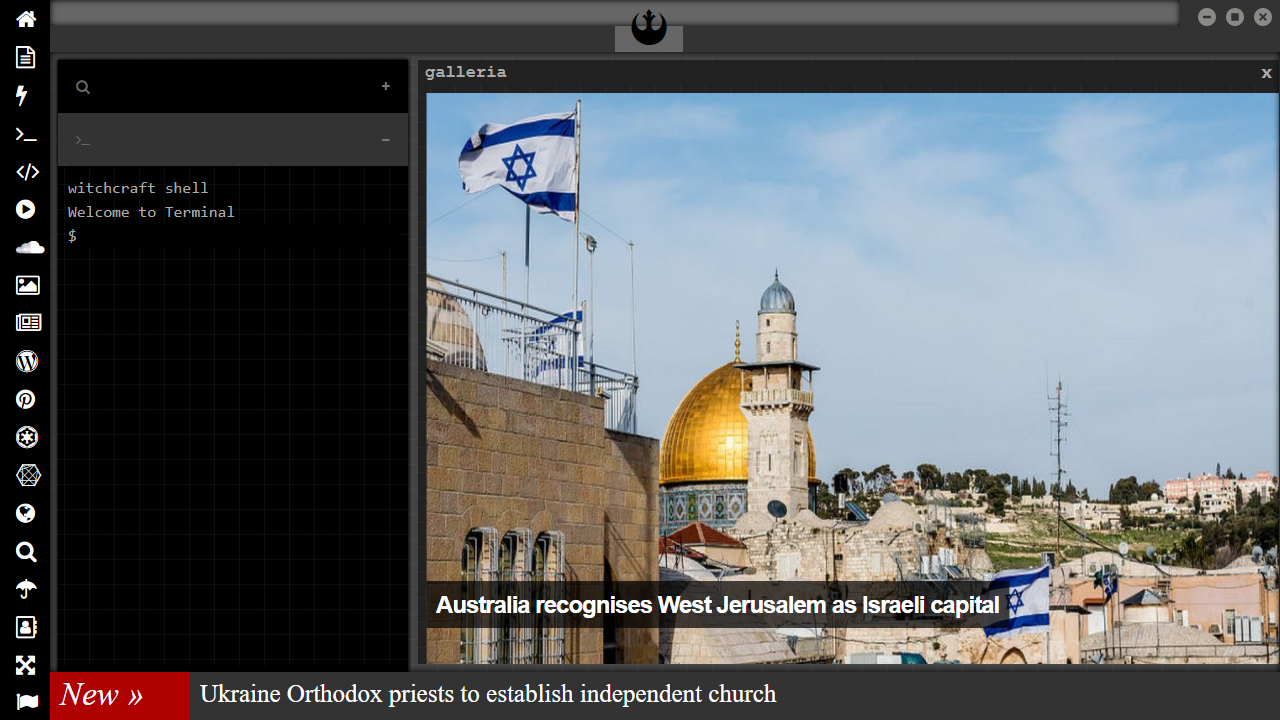 galleria
x
+
>_
−
witchcraft shell
Welcome to Terminal
$
Australia recognises West Jerusalem as Israeli capital
New »
Ukraine Orthodox priests to establish independent church